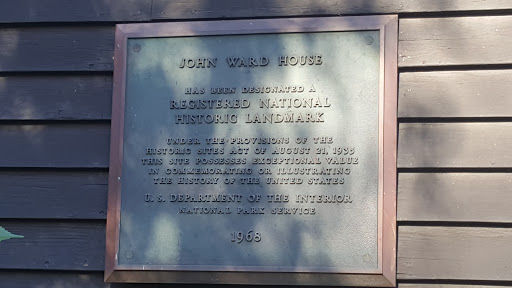 JOHN WARD HOUSE
HAS BEEN DESIGNATED A
REGISTERED NATIONAL
HISTORIC LANDMARK
UNDER THE PROVISIONS OF THE
HISTORIC SITES ACT OF AUGUST 21, 1935
THIS SITE POSSESSES EXCEPTIONAL VALUE
IN COMMEMORATING OR ILLUSTRATING
THE HISTORY OF THE UNITED STATES
U. S. DEPARTMENT OF THE INTERIOR
NATIONAL PARK SERVICE
1968